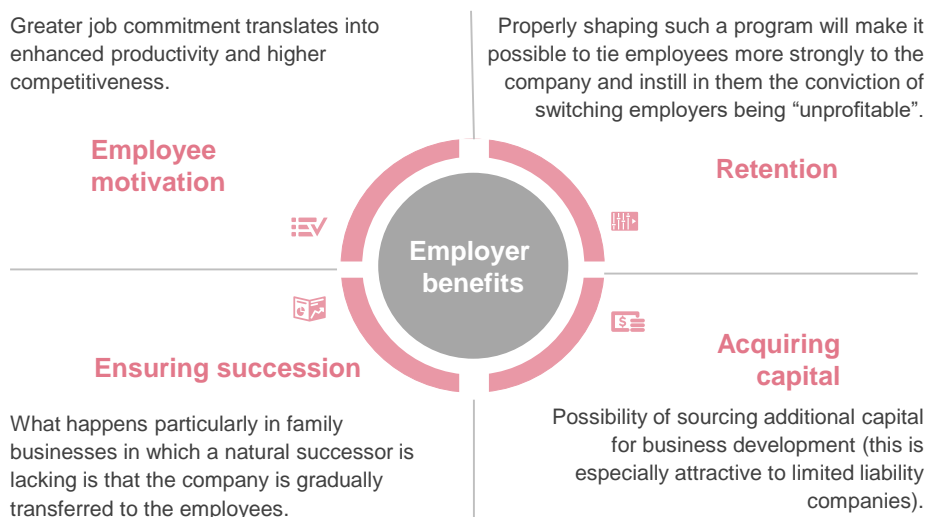 Greater job commitment translates into
enhanced productivity and higher
competitiveness.
Employee
motivation
Properly shaping such a program will make it
possible to tie employees more strongly to the
company and instill in them the conviction of
switching employers being “unprofitable”.
Retention
Employer
benefits
Ensuring succession
What happens particularly in family
businesses in which a natural successor is
lacking is that the company is gradually
transferred to the employees.
Acquiring
capital
Possibility of sourcing additional capital
for business development (this is
especially attractive to limited liability
companies).